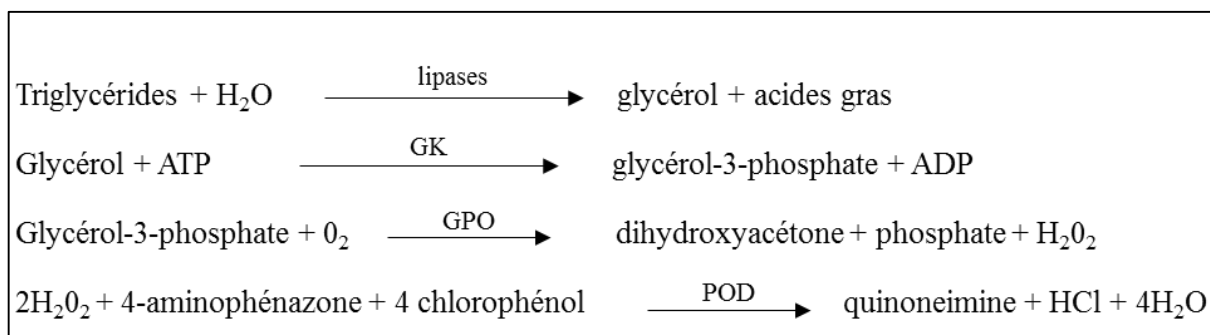 Triglycérides + H₂O lipases glycérol + acides gras
Glycérol + ATP GK glycérol-3-phosphate + ADP
Glycérol-3-phosphate + 0₂ GPO dihydroxyacétone + phosphate + H₂0₂
2H₂0₂ + 4-aminophénazone + 4 chlorophénol POD quinoneimine + HCl + 4H₂O